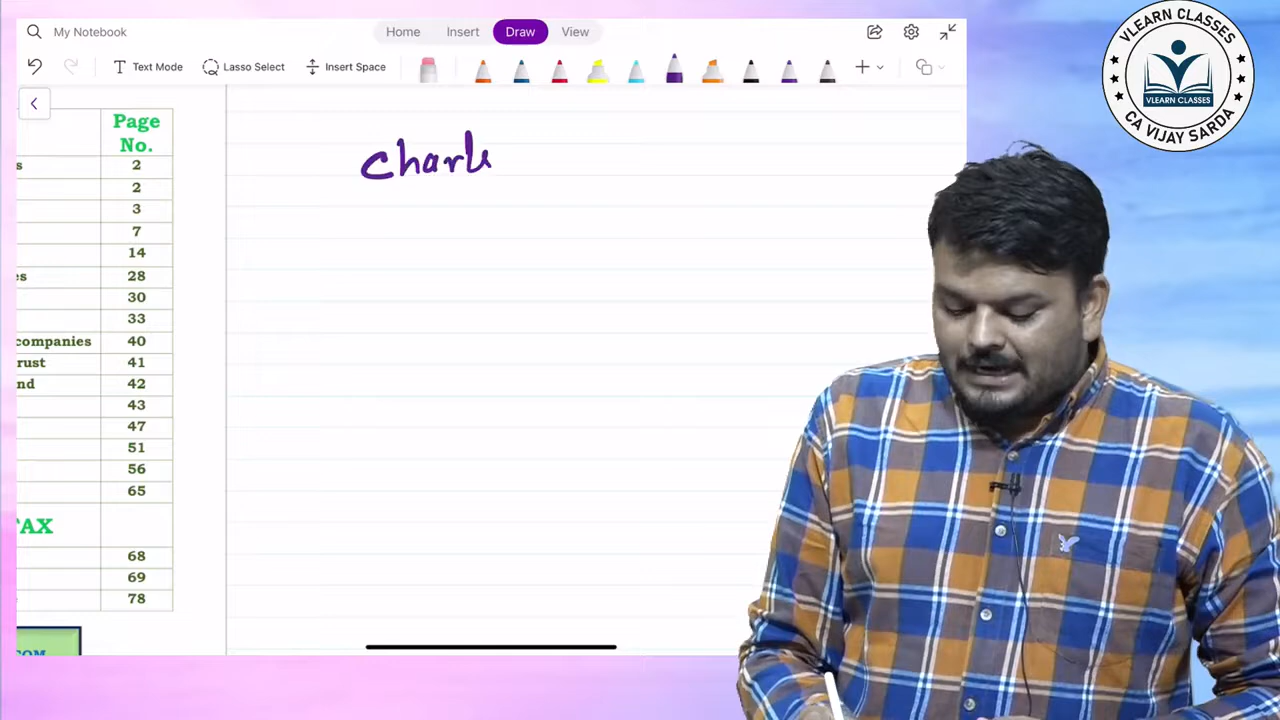 My Notebook
Home Insert Draw View
Text Mode Lasso Select Insert Space
Page
No.
s 2
2
3
7
14
es 28
30
33
companies 40
rust 41
nd 42
43
47
51
56
65
TAX
68
69
78
COM
Charte
VLEARN CLASSES
VLEARN CLASSES
CA VIJAY SARDA